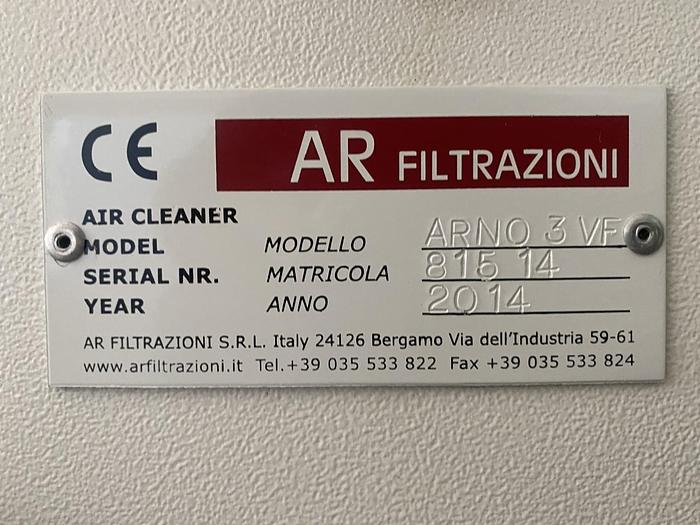 CE AR FILTRAZIONI
AIR CLEANER
MODEL MODELLO ARNO 3 VF
SERIAL NR. MATRICOLA 815 14
YEAR ANNO 2014
AR FILTRAZIONI S.R.L. Italy 24126 Bergamo Via dell'Industria 59-61
www.arfiltrazioni.it Tel.+39 035 533 822 Fax +39 035 533 824